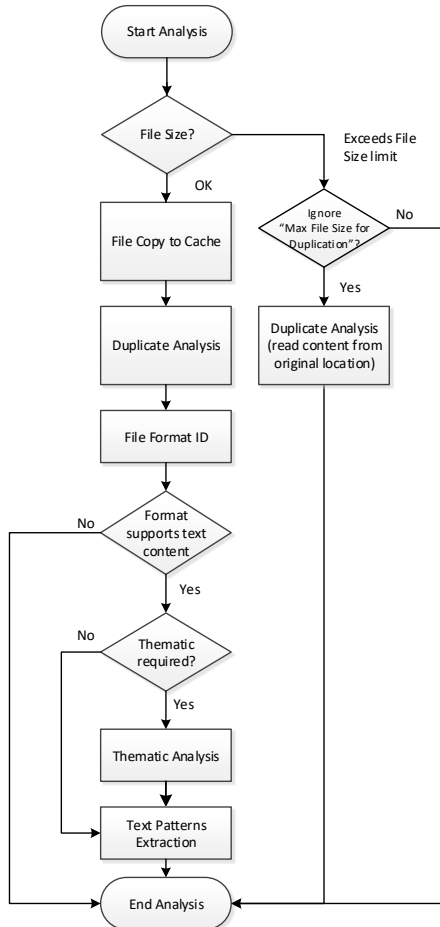 Start Analysis
File Size?
Exceeds File
Size limit
OK
Ignore
"Max File Size for
Duplication"?
No
File Copy to Cache
Yes
Duplicate Analysis
Duplicate Analysis
(read content from
original location)
File Format ID
No
Format
supports text
content
Yes
No
Thematic
required?
Yes
Thematic Analysis
Text Patterns
Extraction
End Analysis